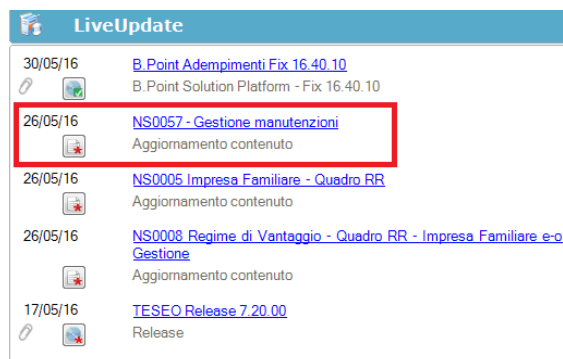 LiveUpdate
30/05/16 B.Point Adempimenti Fix 16.40.10
B.Point Solution Platform - Fix 16.40.10
26/05/16 NS0057 - Gestione manutenzioni
Aggiornamento contenuto
26/05/16 NS0005 Impresa Familiare - Quadro RR
Aggiornamento contenuto
26/05/16 NS0008 Regime di Vantaggio - Quadro RR - Impresa Familiare e-o
Gestione
Aggiornamento contenuto
17/05/16 TESEO Release 7.20.00
Release